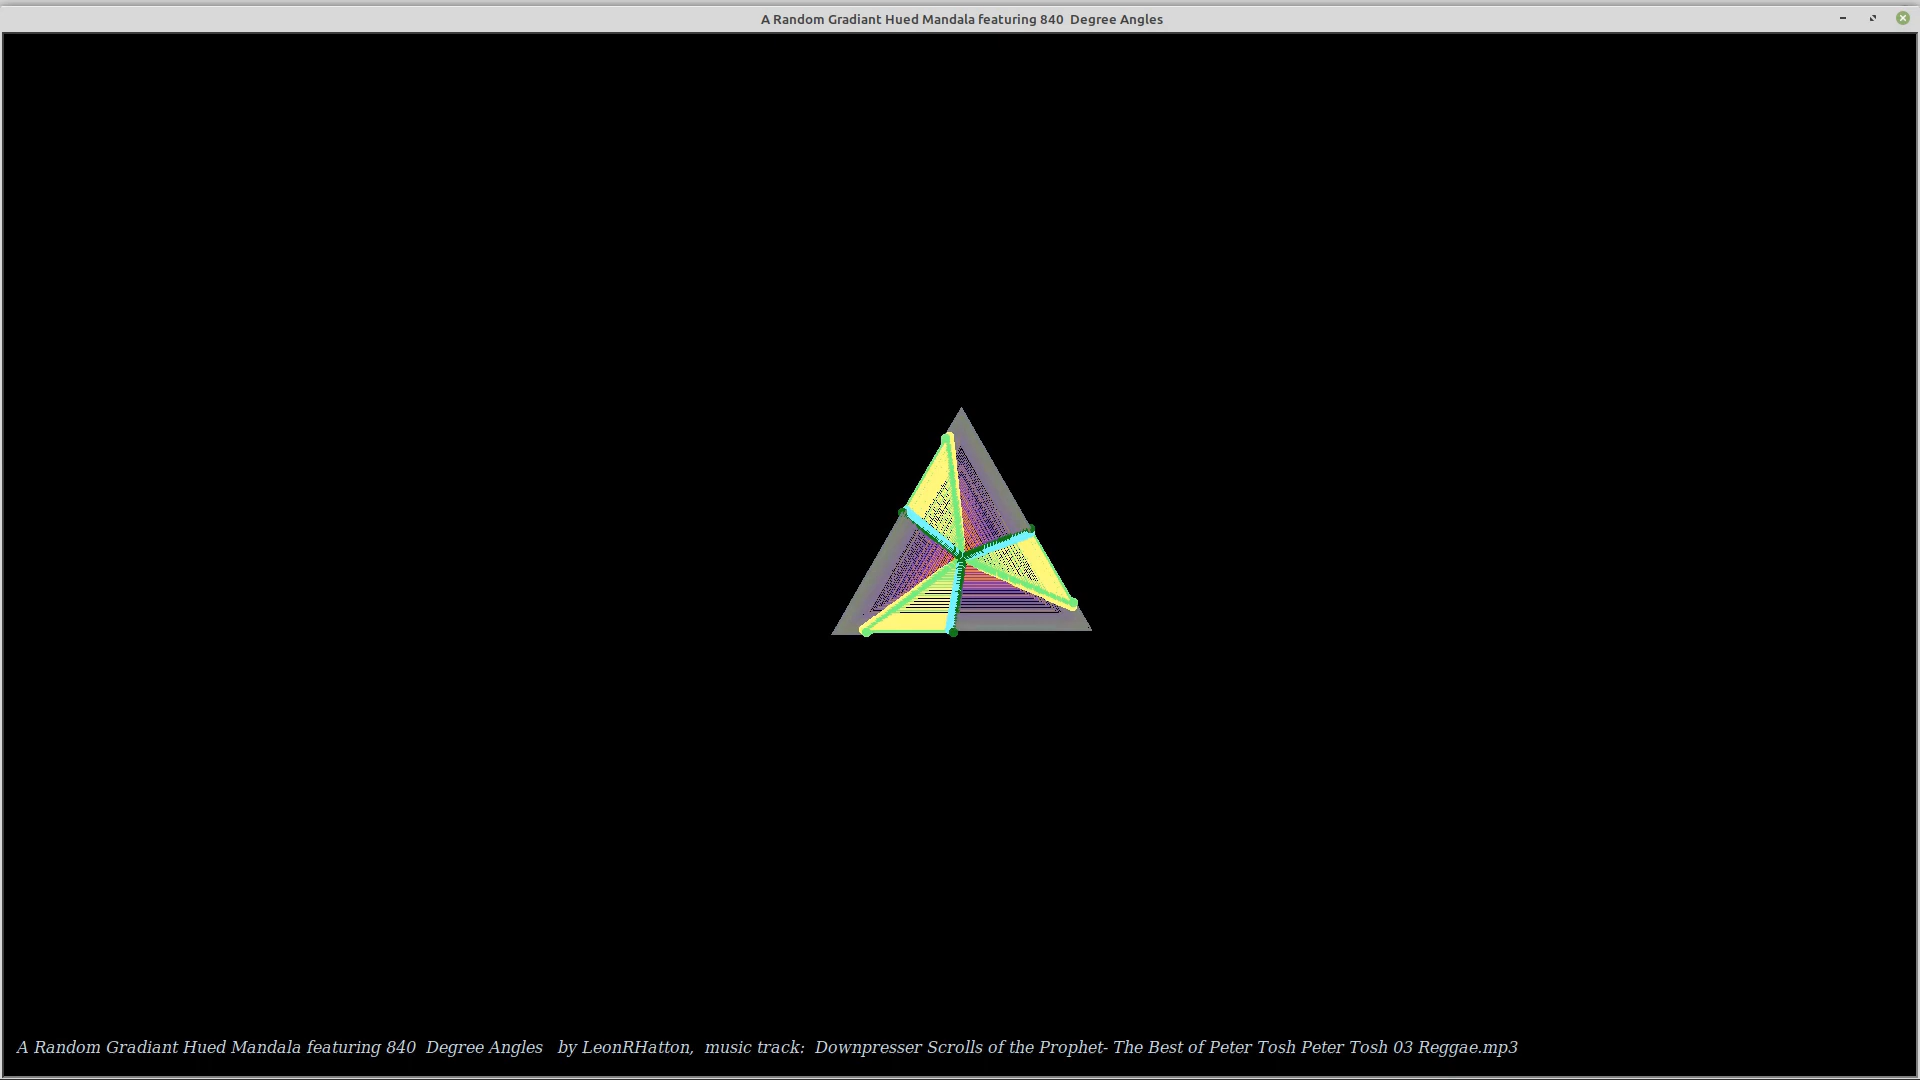 A Random Gradiant Hued Mandala featuring 840  Degree Angles
A Random Gradiant Hued Mandala featuring 840  Degree Angles   by LeonRHatton,  music track:  Downpresser Scrolls of the Prophet- The Best of Peter Tosh Peter Tosh 03 Reggae.mp3